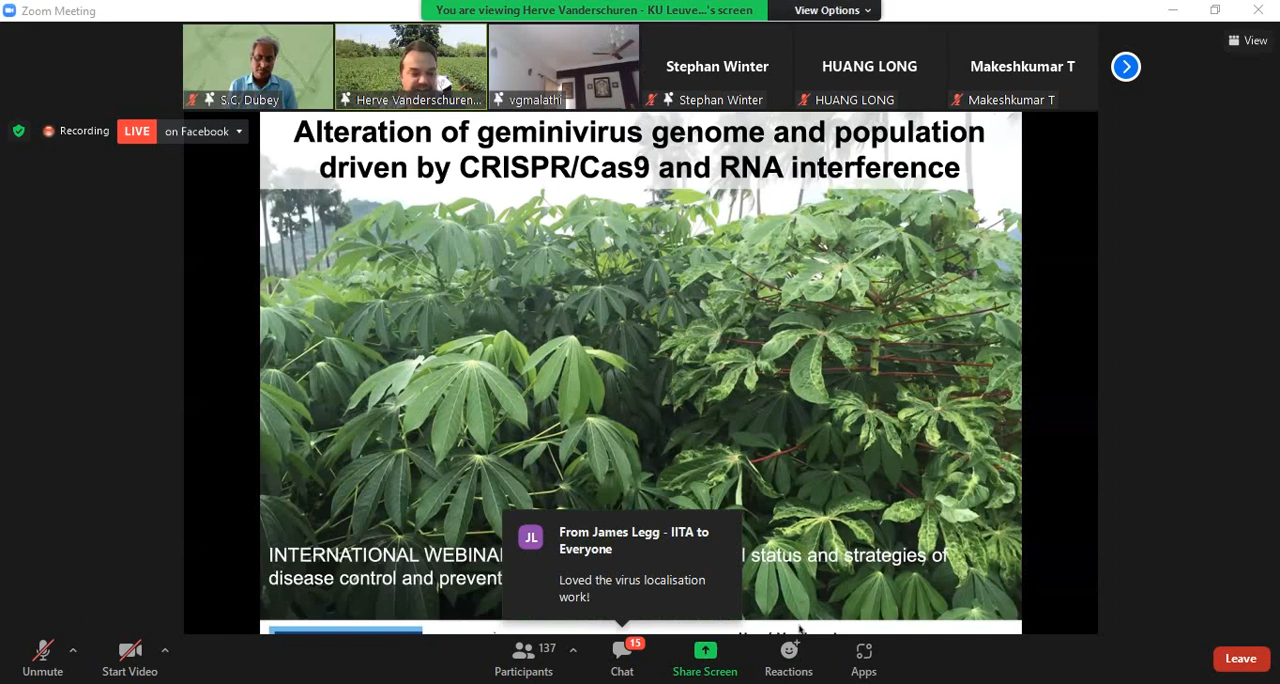 Zoom Meeting
You are viewing Herve Vanderschuren - KU Leuve...'s screen
View Options
View
S.C. Dubey
Herve Vanderschuren...
vgmalathi
Stephan Winter
Stephan Winter
HUANG LONG
HUANG LONG
Makeshkumar T
Makeshkumar T
Recording
LIVE on Facebook
Alteration of geminivirus genome and population
driven by CRISPR/Cas9 and RNA interference
JL
From James Legg - IITA to
Everyone
Loved the virus localisation
work!
INTERNATIONAL WEBINA l status and strategies of
disease control and prevent
Unmute
Start Video
137
Participants
15
Chat
Share Screen
Reactions
Apps
Leave